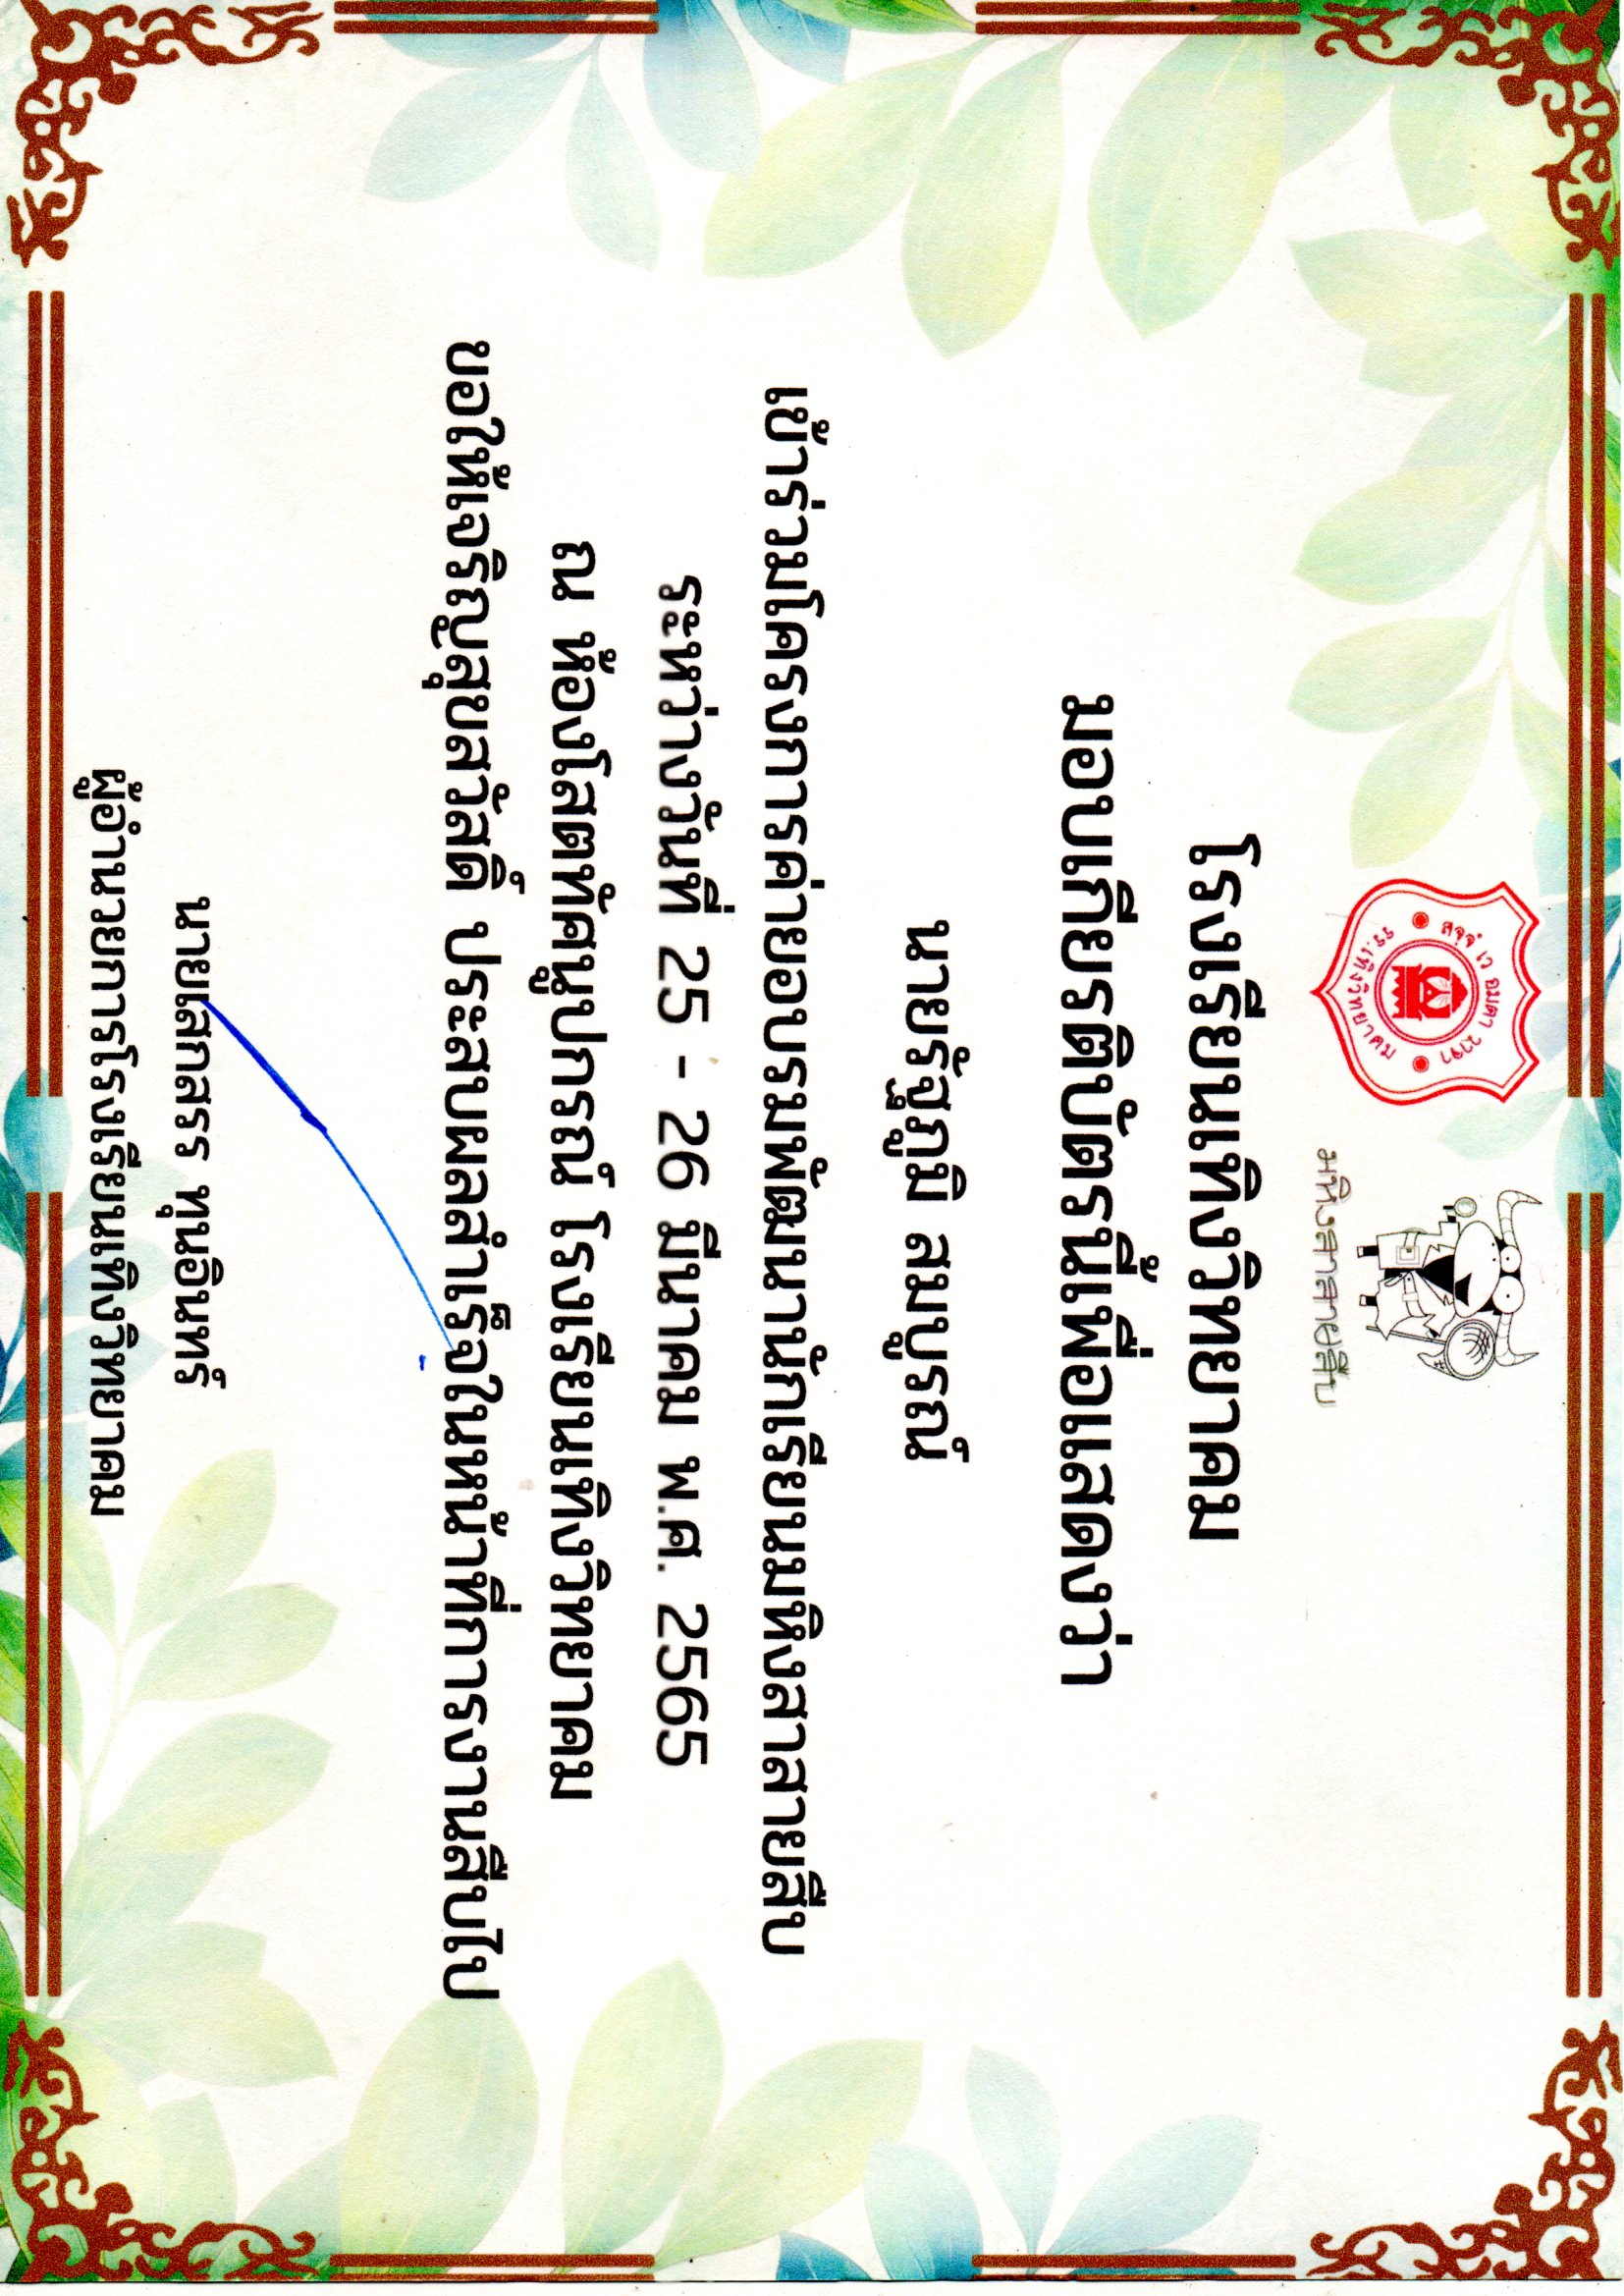 สจฺจํ เว อมตา วาจา
รร.เทิงวิทยาคม
มหิงสาสายสืบ
โรงเรียนเทิงวิทยาคม
มอบเกียรติบัตรนี้เพื่อแสดงว่า
นายรัฐภูมิ สมบูรณ์
เข้าร่วมโครงการค่ายอบรมพัฒนานักเรียนมหิงสาสายสืบ
ระหว่างวันที่ 25 - 26 มีนาคม พ.ศ. 2565
ณ ห้องโสตทัศนูปกรณ์ โรงเรียนเทิงวิทยาคม
ขอให้เจริญสุขสวัสดิ์ ประสบผลสำเร็จในหน้าที่การงานสืบไป
นายเสกสรร ทุนอินทร์
ผู้อำนวยการโรงเรียนเทิงวิทยาคม